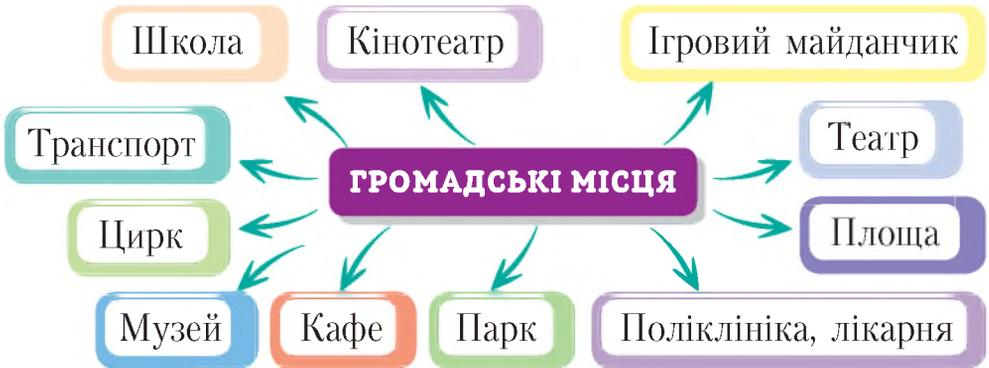 Школа
Кінотеатр
Ігровий майданчик
Транспорт
Театр
ГРОМАДСЬКІ МІСЦЯ
Цирк
Площа
Музей
Кафе
Парк
Поліклініка, лікарня